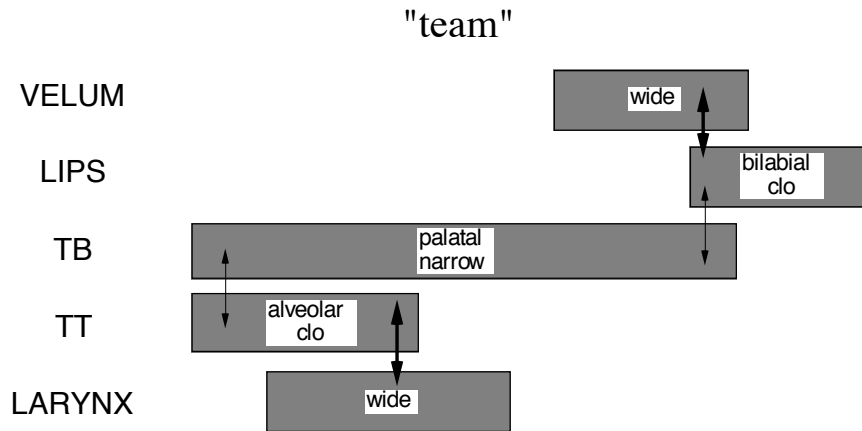 "team"
VELUM
wide
LIPS
bilabial
clo
TB
palatal
narrow
TT
alveolar
clo
LARYNX
wide